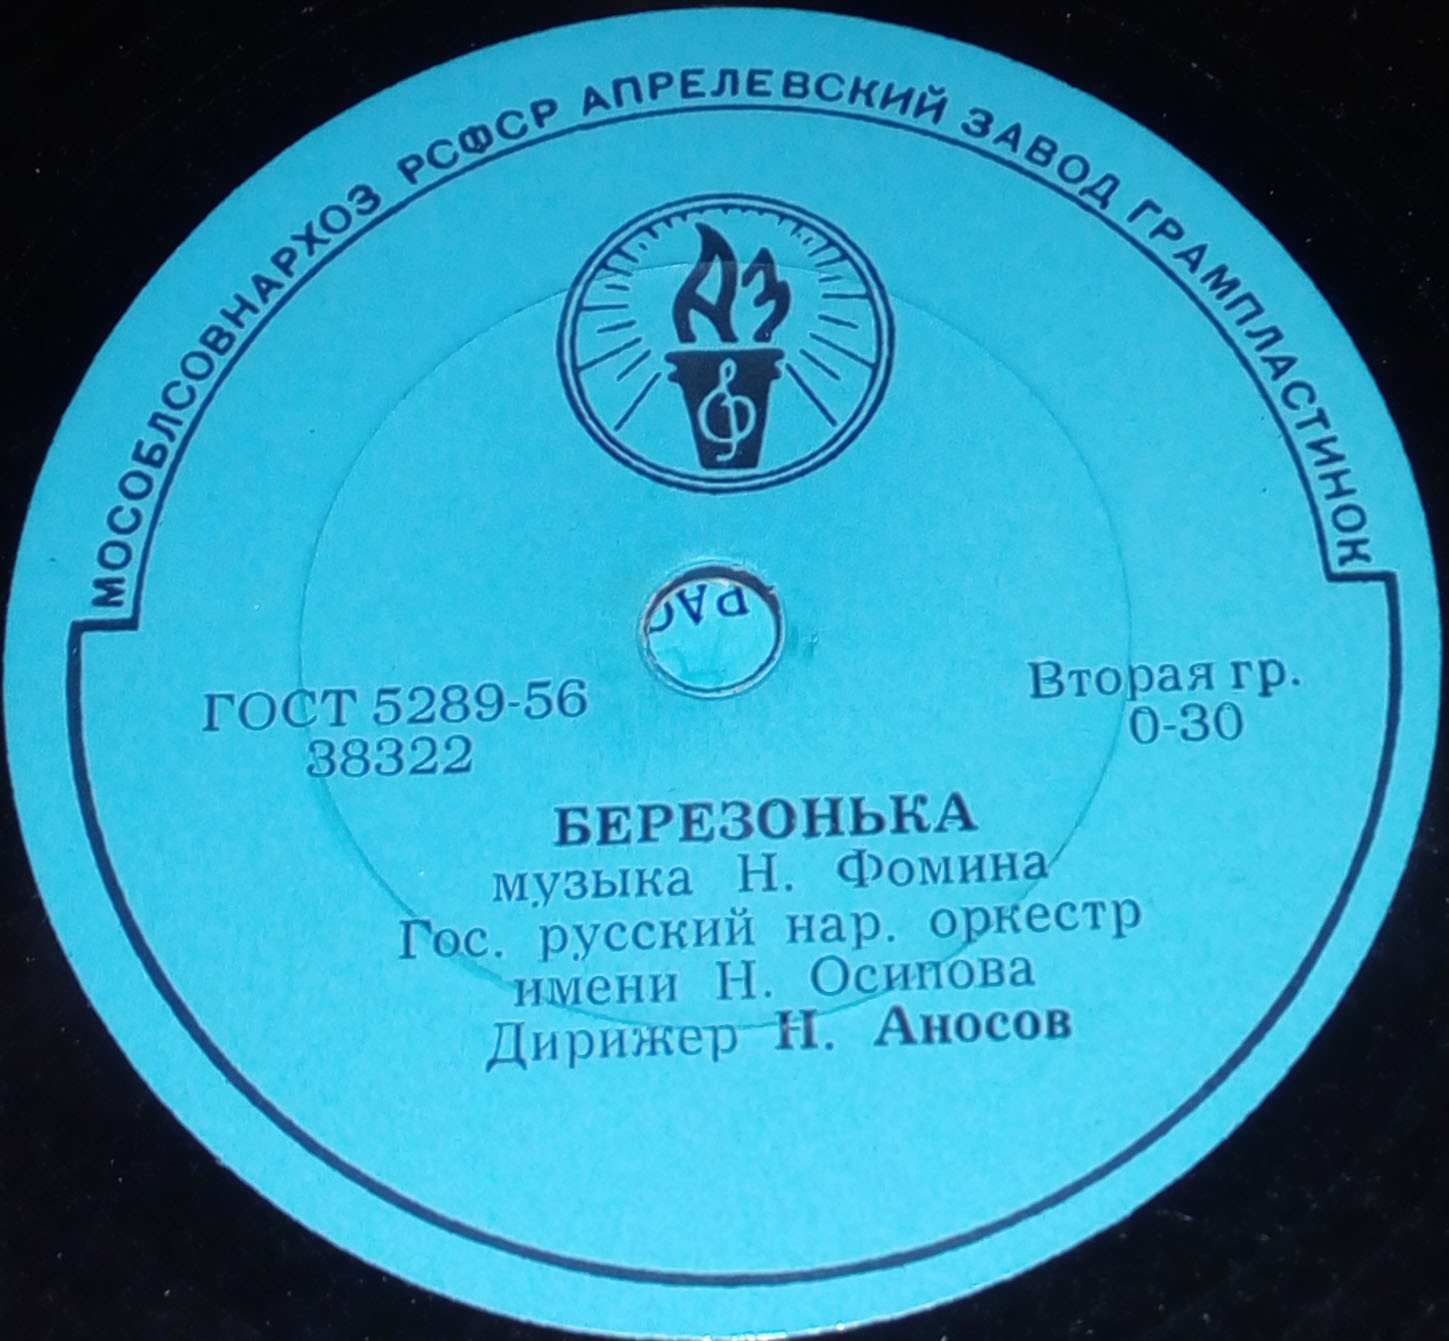 МОСОБЛСОВНАРХОЗ РСФСР АПРЕЛЕВСКИЙ ЗАВОД ГРАМПЛАСТИНОК
АЗ
РАС
ГОСТ 5289-56
38322
Вторая гр.
0-30
БЕРЕЗОНЬКА
музыка Н. Фомина
Гос. русский нар. оркестр
имени Н. Осипова
Дирижер Н. Аносов